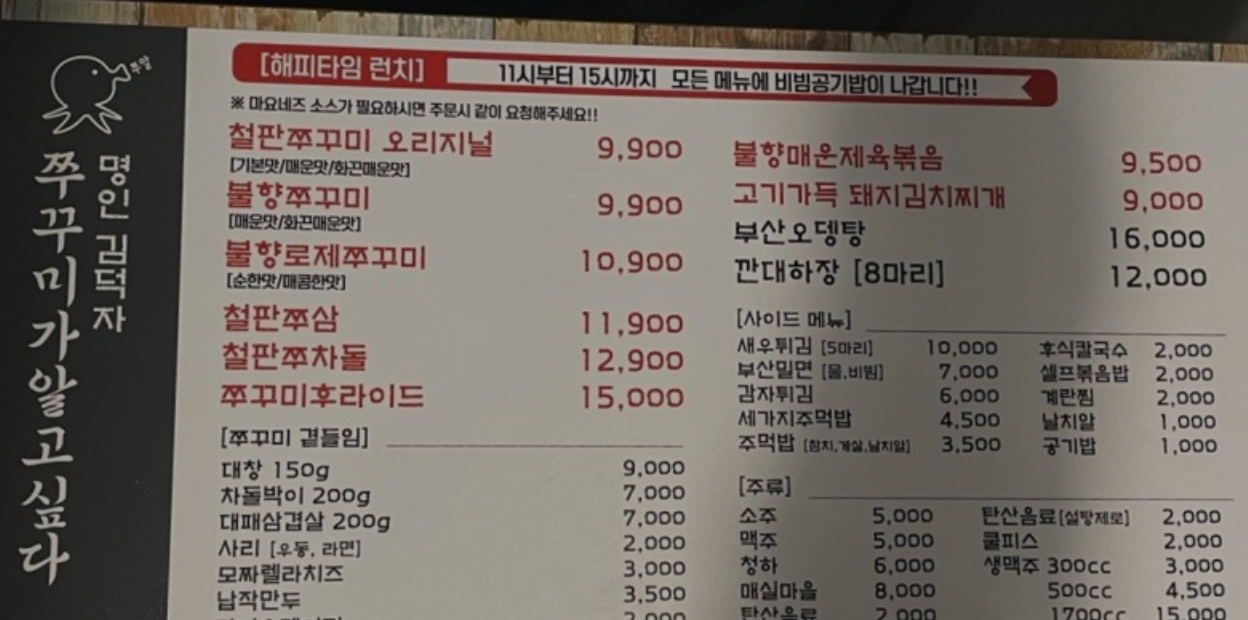 쭈알
명인 김덕자
쭈꾸미가알고싶다
[해피타임 런치] 11시부터 15시까지 모든 메뉴에 비빔공기밥이 나갑니다!!
※ 마요네즈 소스가 필요하시면 주문시 같이 요청해주세요!!
철판쭈꾸미 오리지널 9,900
[기본맛/매운맛/화끈매운맛]
불향쭈꾸미 9,900
[매운맛/화끈매운맛]
불향로제쭈꾸미 10,900
[순한맛/매콤한맛]
철판쭈삼 11,900
철판쭈차돌 12,900
쭈꾸미후라이드 15,000
[쭈꾸미 곁들임]
대창 150g 9,000
차돌박이 200g 7,000
대패삼겹살 200g 7,000
사리 [우동, 라면] 2,000
모짜렐라치즈 3,000
납작만두 3,500
불향매운제육볶음 9,500
고기가득 돼지김치찌개 9,000
부산오뎅탕 16,000
깐대하장 [8마리] 12,000
[사이드 메뉴]
새우튀김 [5마리] 10,000 후식칼국수 2,000
부산밀면 [물,비빔] 7,000 셀프볶음밥 2,000
감자튀김 6,000 계란찜 2,000
세가지주먹밥 4,500 날치알 1,000
주먹밥 [참치,게살,날치알] 3,500 공기밥 1,000
[주류]
소주 5,000 탄산음료[설탕제로] 2,000
맥주 5,000 쿨피스 2,000
청하 6,000 생맥주 300cc 3,000
매실마을 8,000 500cc 4,500
탄산음료 2,000 1700cc 15,000